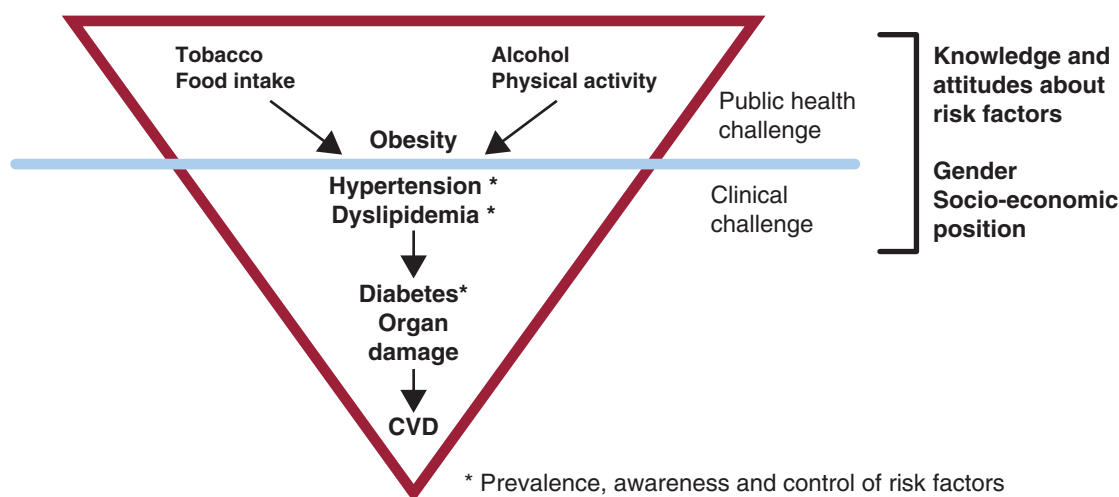 Tobacco
Food intake
Alcohol
Physical activity
Obesity
Public health
challenge
Knowledge and
attitudes about
risk factors
Hypertension *
Dyslipidemia *
Clinical
challenge
Gender
Socio-economic
position
Diabetes*
Organ
damage
CVD
* Prevalence, awareness and control of risk factors